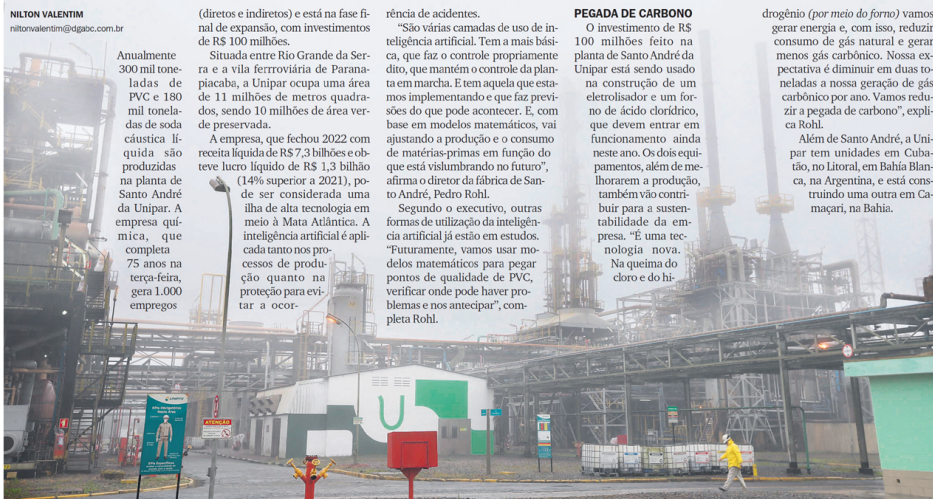 NILTON VALENTIM
niltonvalentim@dgabc.com.br
Anualmente
300 mil tone-
ladas de
PVC e 180
mil tonela-
das de soda
cáustica lí-
quida são
produzidas
na planta de
Santo André
da Unipar. A
empresa quí-
mica, que
completa
75 anos na
terça-feira,
gera 1.000
empregos
(diretos e indiretos) e está na fase fi-
nal de expansão, com investimentos
de R$ 100 milhões.
Situada entre Rio Grande da Ser-
ra e a vila ferrroviária de Parana-
piacaba, a Unipar ocupa uma área
de 11 milhões de metros quadra-
dos, sendo 10 milhões de área ver-
de preservada.
A empresa, que fechou 2022 com
receita líquida de R$ 7,3 bilhões e ob-
teve lucro líquido de R$ 1,3 bilhão
(14% superior a 2021), po-
de ser considerada uma
ilha de alta tecnologia em
meio à Mata Atlântica. A
inteligência artificial é apli-
cada tanto nos pro-
cessos de produ-
ção quanto na
proteção para evi-
tar a ocor-
rência de acidentes.
“São várias camadas de uso de in-
teligência artificial. Tem a mais bási-
ca, que faz o controle propriamente
dito, que mantém o controle da plan-
ta em marcha. E tem aquela que esta-
mos implementando e que faz previ-
sões do que pode acontecer. E, com
base em modelos matemáticos, vai
ajustando a produção e o consumo
de matérias-primas em função do
que está vislumbrando no futuro”,
afirma o diretor da fábrica de San-
to André, Pedro Rohl.
Segundo o executivo, outras
formas de utilização da inteligên-
cia artificial já estão em estudos.
“Futuramente, vamos usar mo-
delos matemáticos para pegar
pontos de qualidade de PVC,
verificar onde pode haver pro-
blemas e nos antecipar”, com-
pleta Rohl.
PEGADA DE CARBONO
O investimento de R$
100 milhões feito na
planta de Santo André da
Unipar está sendo usado
na construção de um
eletrolisador e um for-
no de ácido clorídrico,
que devem entrar em
funcionamento ainda
neste ano. Os dois equi-
pamentos, além de me-
lhorarem a produção,
também vão contri-
buir para a susten-
tabilidade da em-
presa. “É uma tec-
nologia nova.
Na queima do
cloro e do hi-
drogênio (por meio do forno) vamos
gerar energia e, com isso, reduzir
consumo de gás natural e gerar
menos gás carbônico. Nossa ex-
pectativa é diminuir em duas to-
neladas a nossa geração de gás
carbônico por ano. Vamos redu-
zir a pegada de carbono”, expli-
ca Rohl.
Além de Santo André, a Uni-
par tem unidades em Cuba-
tão, no Litoral, em Bahía Blan-
ca, na Argentina, e está cons-
truindo uma outra em Ca-
maçari, na Bahia.
ATENÇÃO